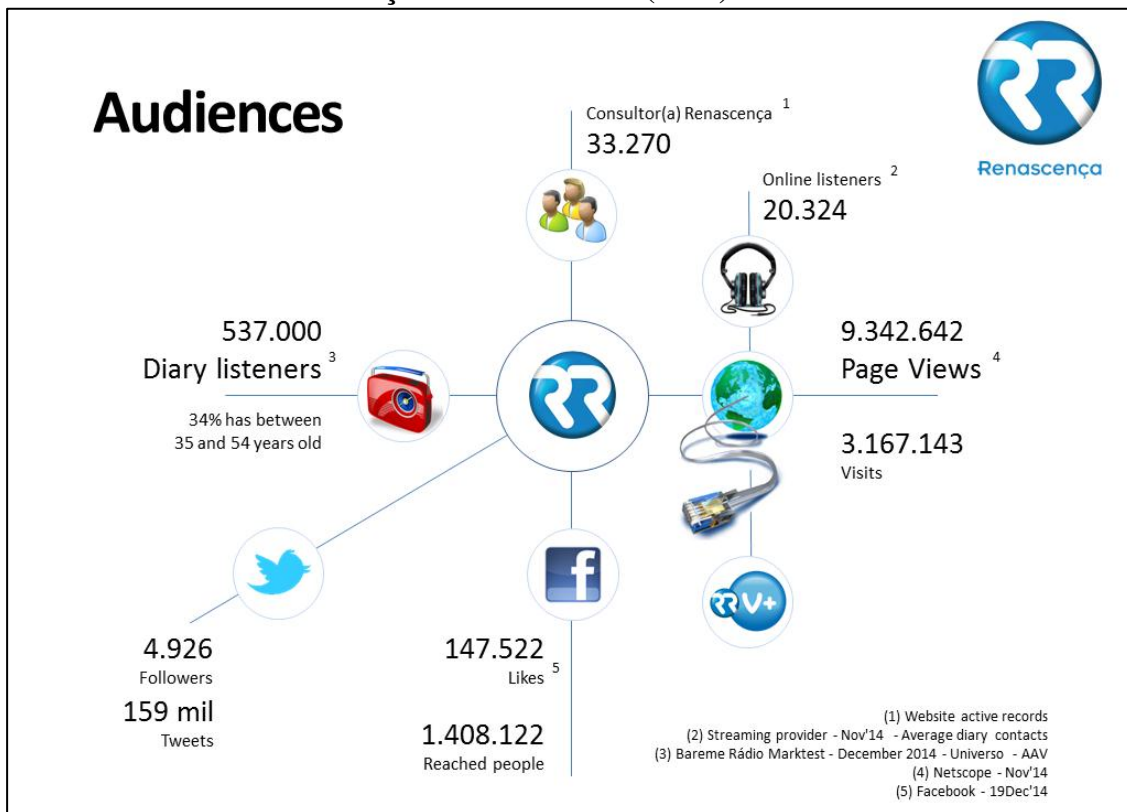 Audiences
Renascença
Consultor(a) Renascença 1
33.270
Online listeners 2
20.324
537.000
Diary listeners 3
34% has between
35 and 54 years old
9.342.642
Page Views 4
3.167.143
Visits
V+
4.926
Followers
159 mil
Tweets
147.522
Likes 5
1.408.122
Reached people
(1) Website active records
(2) Streaming provider - Nov'14 - Average diary contacts
(3) Bareme Rádio Marktest - December 2014 - Universo - AAV
(4) Netscope - Nov'14
(5) Facebook - 19Dec'14